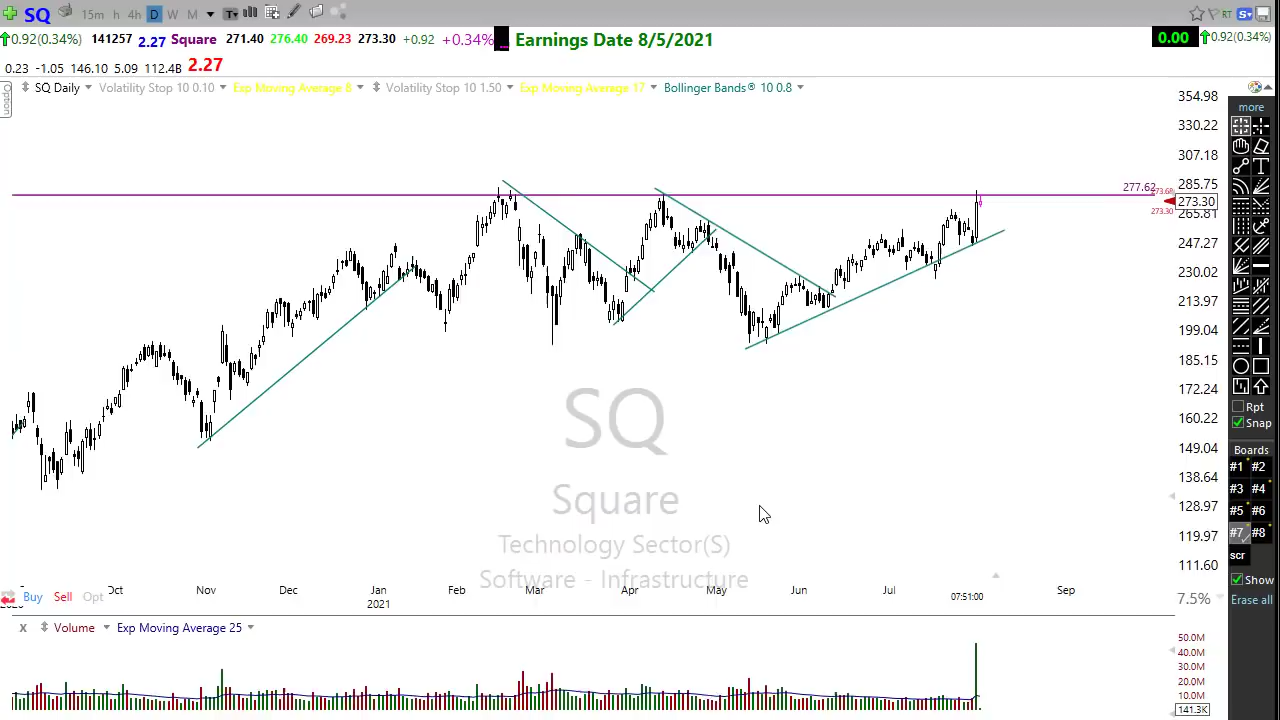 SQ 15m h 4h D W M T RT S
0.92(0.34%) 141257 2.27 Square 271.40 276.40 269.23 273.30 +0.92 +0.34% Earnings Date 8/5/2021 0.00 0.92(0.34%)
0.23 -1.05 146.10 5.09 112.4B 2.27
Option
SQ Daily Volatility Stop 10 0.10 Exp Moving Average 8 Volatility Stop 10 1.50 Exp Moving Average 17 Bollinger Bands® 10 0.8
354.98
330.22
307.18
285.75
277.62
273.30
273.30
265.81
247.27
230.02
213.97
199.04
185.15
172.24
160.22
149.04
138.64
128.97
119.97
111.60
7.5%
more
T
Rpt
Snap
Boards
#1 #2
#3 #4
#5 #6
#7 #8
scr
Show
Erase all
SQ
Square
Technology Sector(S)
Software - Infrastructure
Oct Nov Dec Jan Feb Mar Apr May Jun Jul 07:51:00 Sep
2021
Buy Sell Opt
X Volume Exp Moving Average 25
50.0M
40.0M
30.0M
20.0M
10.0M
141.3K